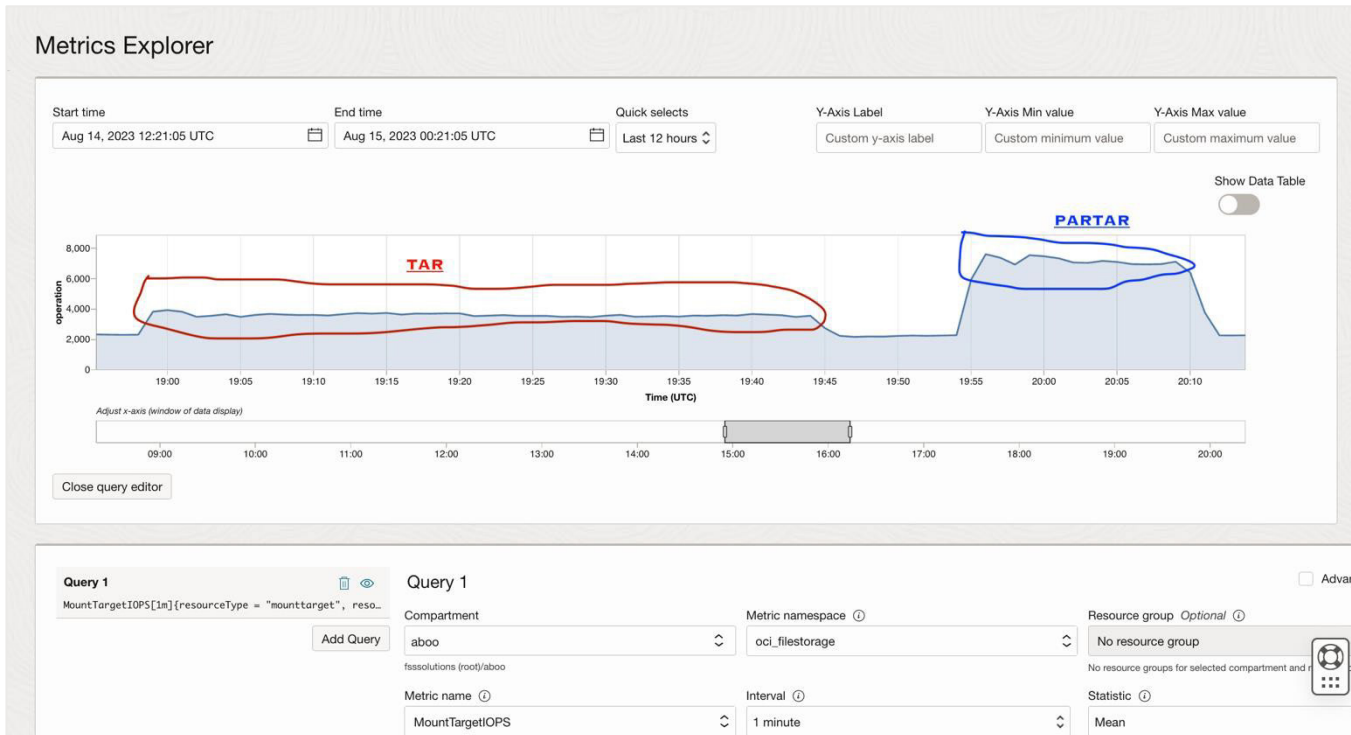 Metrics Explorer
Start time End time Quick selects Y-Axis Label Y-Axis Min value Y-Axis Max value
Aug 14, 2023 12:21:05 UTC Aug 15, 2023 00:21:05 UTC Last 12 hours Custom y-axis label Custom minimum value Custom maximum value
Show Data Table
PARTAR
TAR
8,000
6,000
4,000
2,000
0
operation
19:00 19:05 19:10 19:15 19:20 19:25 19:30 19:35 19:40 19:45 19:50 19:55 20:00 20:05 20:10
Time (UTC)
Adjust x-axis (window of data display)
09:00 10:00 11:00 12:00 13:00 14:00 15:00 16:00 17:00 18:00 19:00 20:00
Close query editor
Query 1
MountTargetIOPS[1m]{resourceType = "mounttarget", reso…
Add Query
Query 1 Advar
Compartment Metric namespace Resource group Optional
aboo oci_filestorage No resource group
fsssolutions (root)/aboo No resource groups for selected compartment and
Metric name Interval Statistic
MountTargetIOPS 1 minute Mean